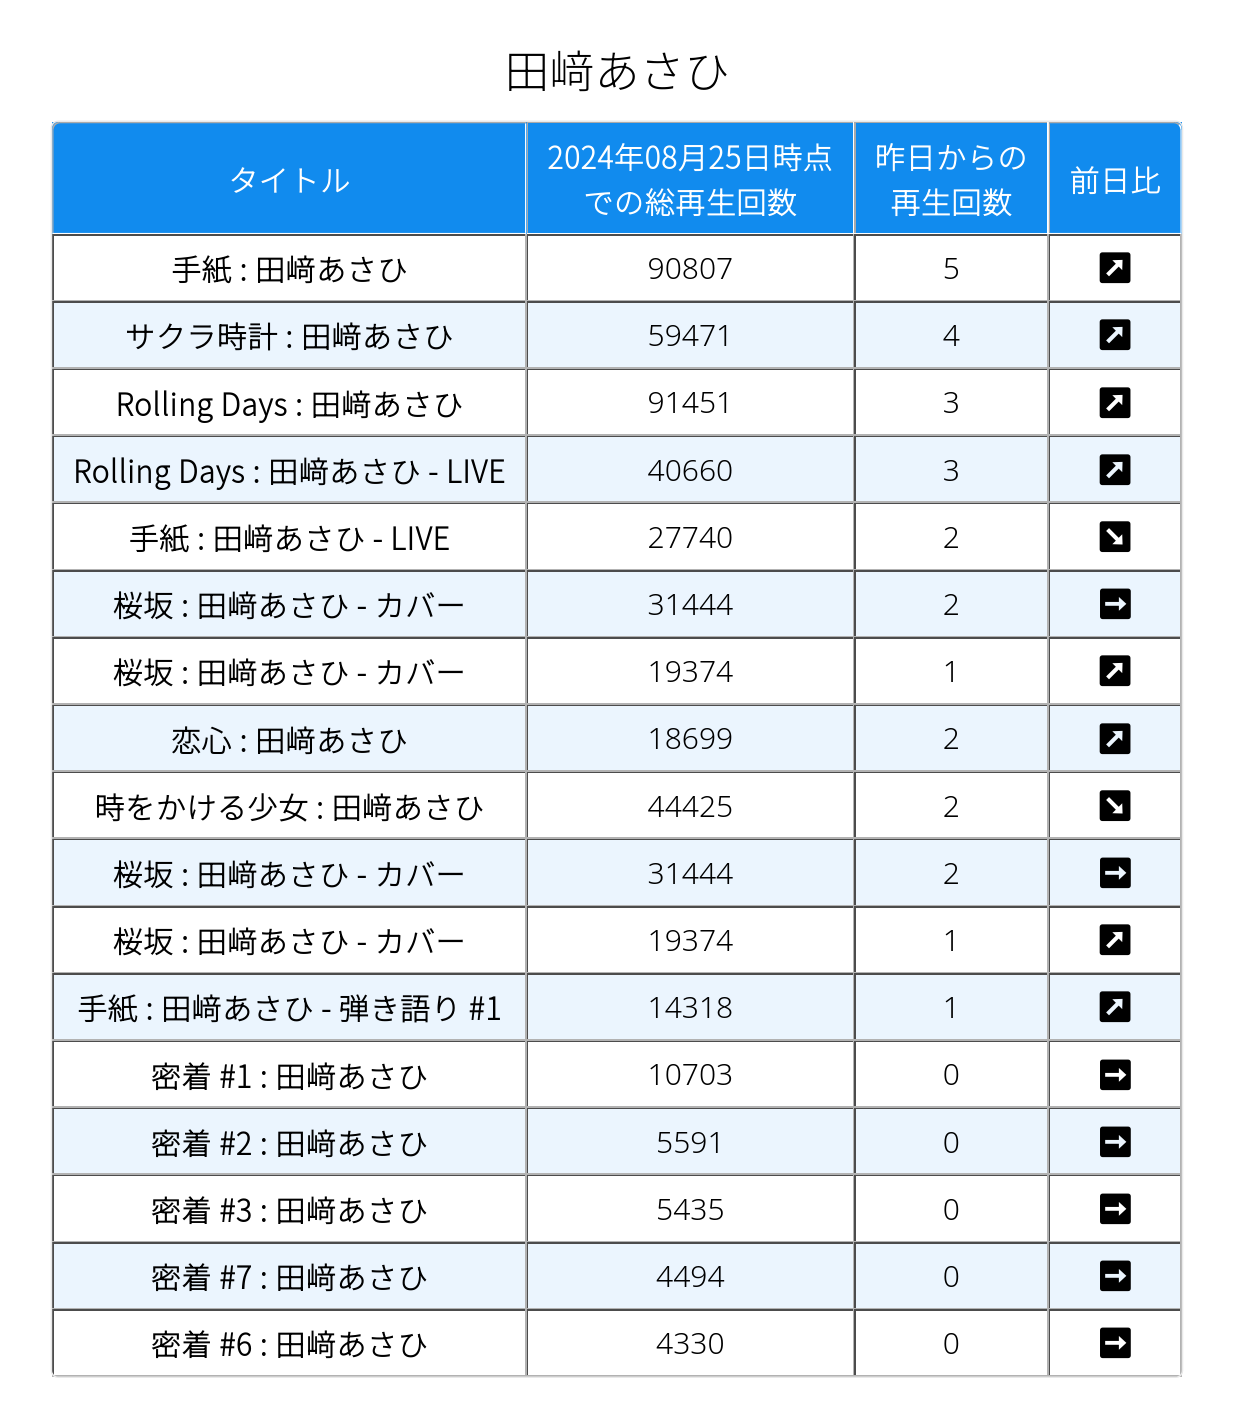 田﨑あさひ
タイトル 2024年08月25日時点での総再生回数 昨日からの再生回数 前日比
手紙 : 田﨑あさひ 90807 5 ↗
サクラ時計 : 田﨑あさひ 59471 4 ↗
Rolling Days : 田﨑あさひ 91451 3 ↗
Rolling Days : 田﨑あさひ - LIVE 40660 3 ↗
手紙 : 田﨑あさひ - LIVE 27740 2 ↘
桜坂 : 田﨑あさひ - カバー 31444 2 →
桜坂 : 田﨑あさひ - カバー 19374 1 ↗
恋心 : 田﨑あさひ 18699 2 ↗
時をかける少女 : 田﨑あさひ 44425 2 ↘
桜坂 : 田﨑あさひ - カバー 31444 2 →
桜坂 : 田﨑あさひ - カバー 19374 1 ↗
手紙 : 田﨑あさひ - 弾き語り #1 14318 1 ↗
密着 #1 : 田﨑あさひ 10703 0 →
密着 #2 : 田﨑あさひ 5591 0 →
密着 #3 : 田﨑あさひ 5435 0 →
密着 #7 : 田﨑あさひ 4494 0 →
密着 #6 : 田﨑あさひ 4330 0 →